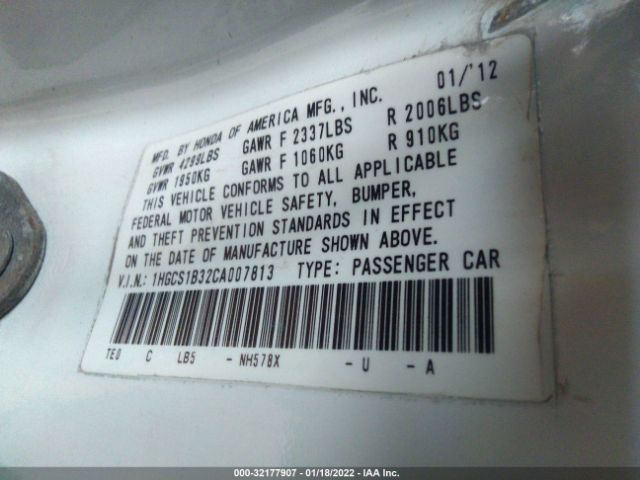 MFD. BY HONDA OF AMERICA MFG., INC. 01/'12
GVWR 4299LBS GAWR F 2337LBS R 2006LBS
GVWR 1950KG GAWR F 1060KG R 910KG
THIS VEHICLE CONFORMS TO ALL APPLICABLE
FEDERAL MOTOR VEHICLE SAFETY, BUMPER,
AND THEFT PREVENTION STANDARDS IN EFFECT
ON THE DATE OF MANUFACTURE SHOWN ABOVE.
V.I.N.: 1HGCS1B32CA007813 TYPE: PASSENGER CAR
TE0 C LB5 - NH578X - U - A
000-32177907 - 01/18/2022 - IAA Inc.